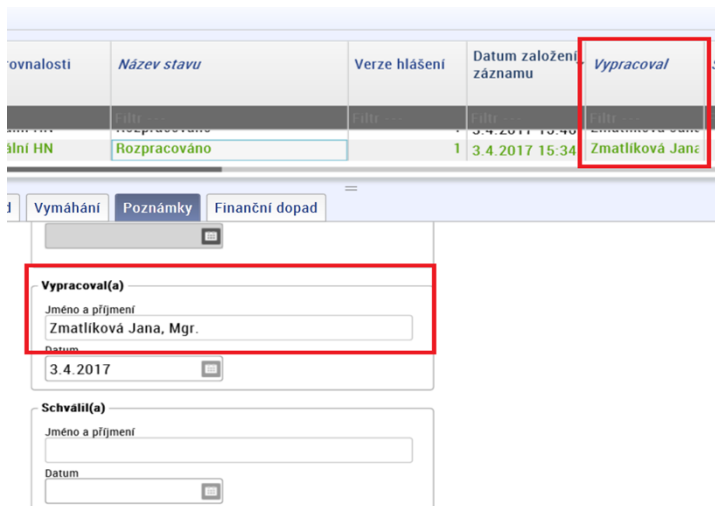 rovnalosti Název stavu Verze hlášení Datum založení záznamu Vypracoval
Filtr --- Filtr --- Filtr --- Filtr ---
ální HN Rozpracováno 1 3.4.2017 15:34 Zmatlíková Jana
Vymáhání Poznámky Finanční dopad
Vypracoval(a)
Jméno a příjmení
Zmatlíková Jana, Mgr.
Datum
3.4.2017
Schválil(a)
Jméno a příjmení
Datum